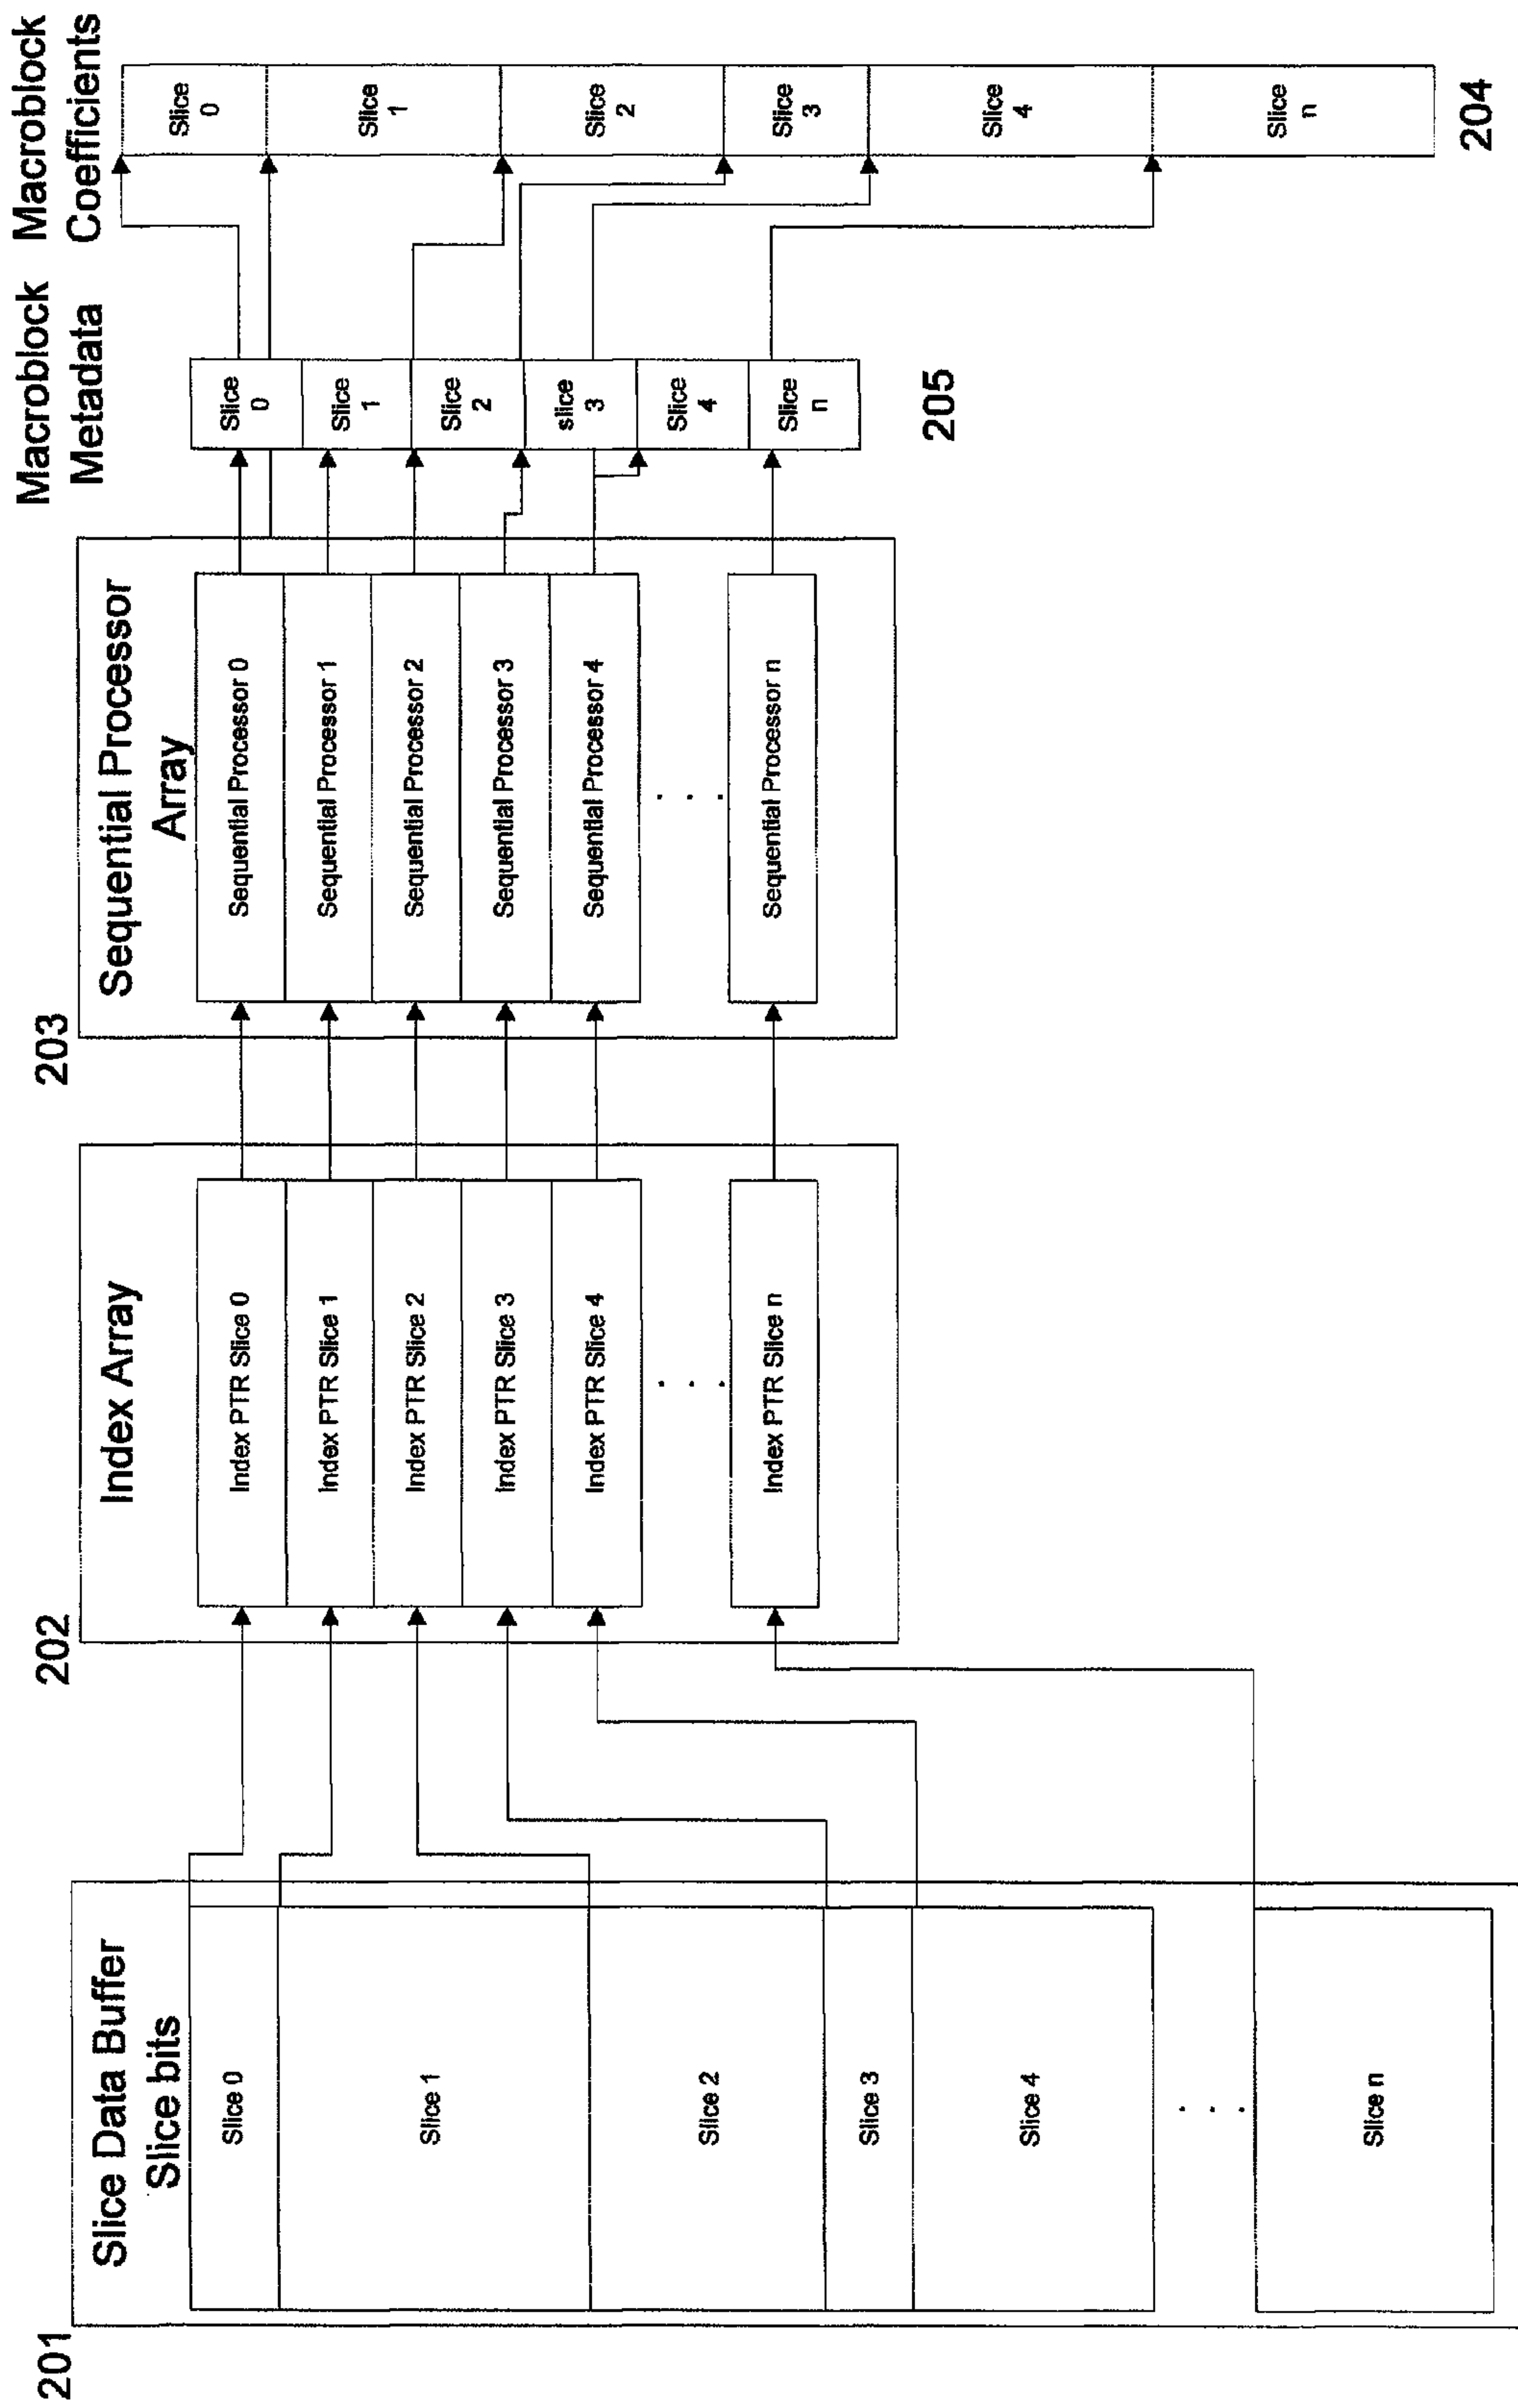 201
Slice Data Buffer
Slice bits
Slice 0
Slice 1
Slice 2
Slice 3
Slice 4
. . .
Slice n
202
Index Array
Index PTR Slice 0
Index PTR Slice 1
Index PTR Slice 2
Index PTR Slice 3
Index PTR Slice 4
. . .
Index PTR Slice n
203
Sequential Processor
Array
Sequential Processor 0
Sequential Processor 1
Sequential Processor 2
Sequential Processor 3
Sequential Processor 4
. . .
Sequential Processor n
Macroblock
Metadata
Slice
0
Slice
1
Slice
2
slice
3
Slice
4
Slice
n
205
Macroblock
Coefficients
Slice
0
Slice
1
Slice
2
Slice
3
Slice
4
Slice
n
204